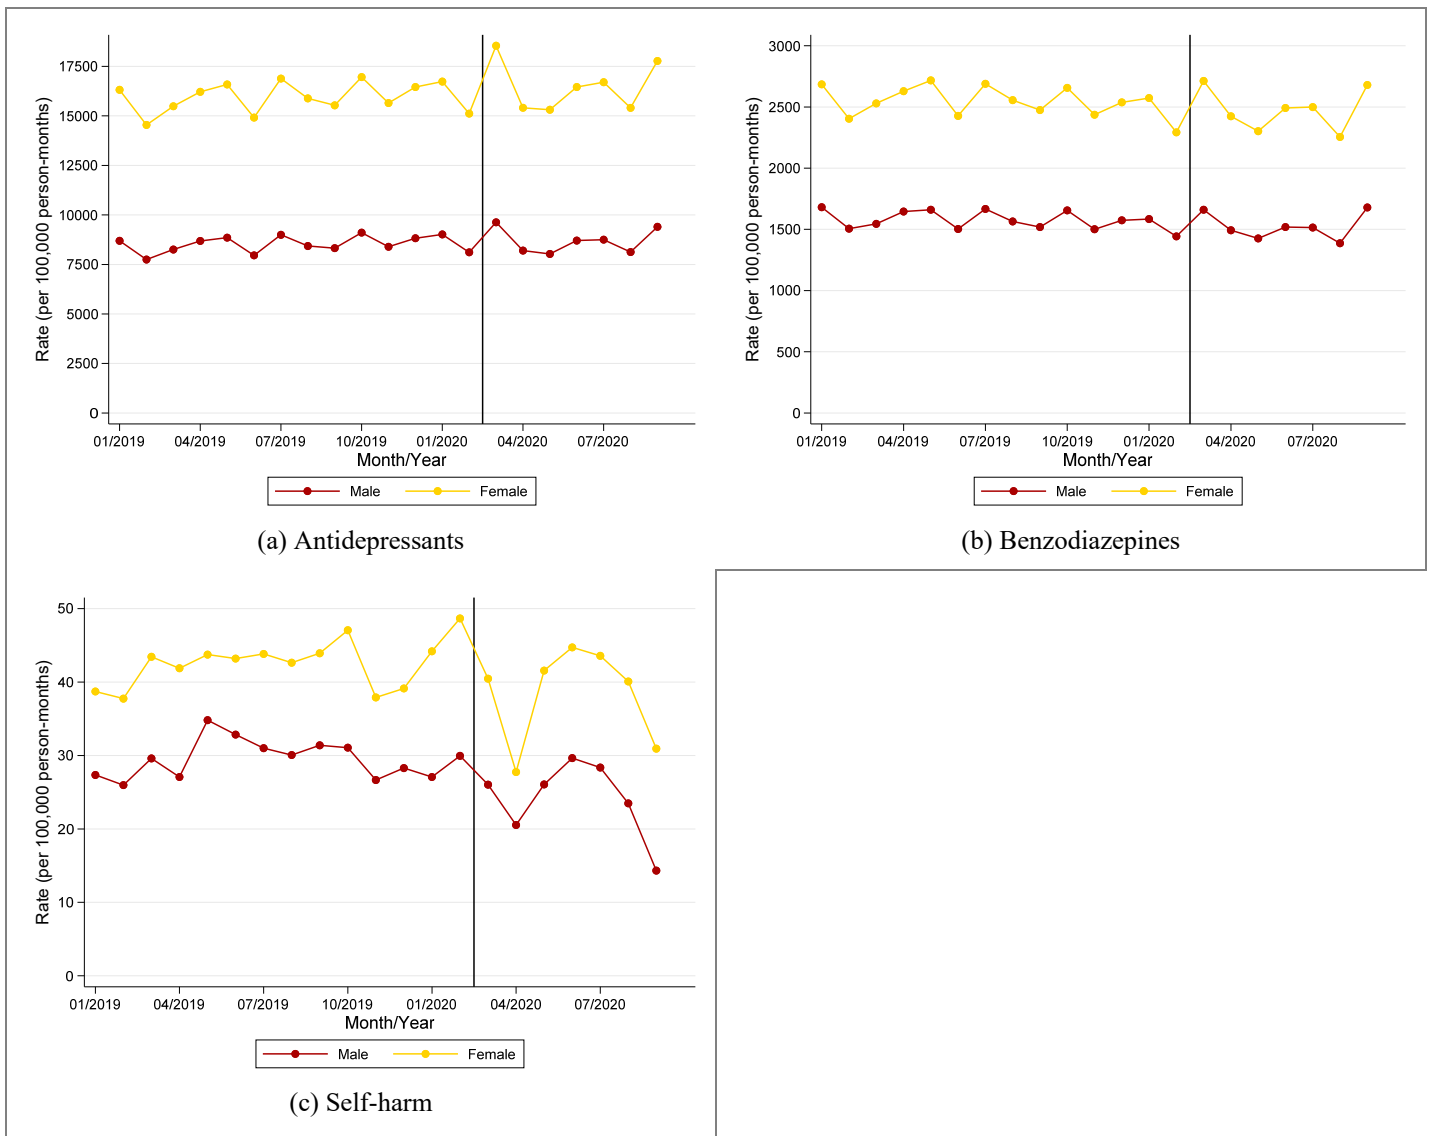 Rate (per 100,000 person-months)
17500
15000
12500
10000
7500
5000
2500
0
01/2019 04/2019 07/2019 10/2019 01/2020 04/2020 07/2020
Month/Year
Male Female
(a) Antidepressants
Rate (per 100,000 person-months)
3000
2500
2000
1500
1000
500
0
01/2019 04/2019 07/2019 10/2019 01/2020 04/2020 07/2020
Month/Year
Male Female
(b) Benzodiazepines
Rate (per 100,000 person-months)
50
40
30
20
10
0
01/2019 04/2019 07/2019 10/2019 01/2020 04/2020 07/2020
Month/Year
Male Female
(c) Self-harm